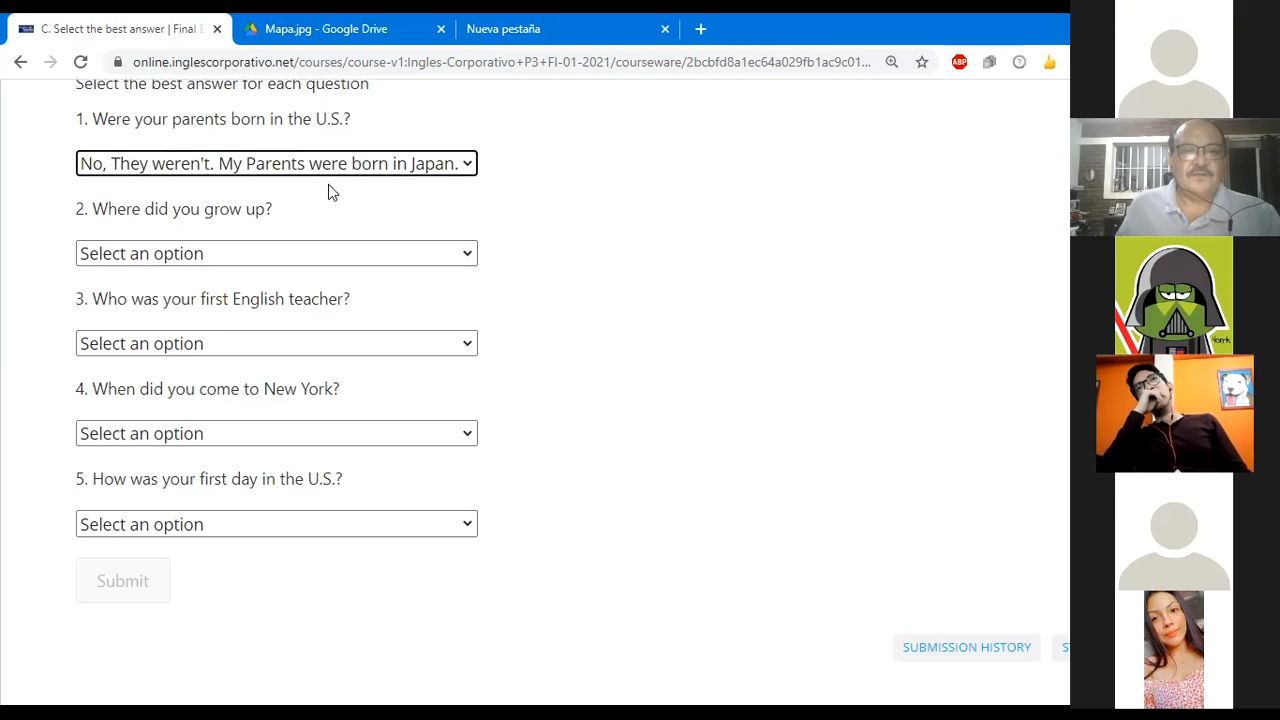 C. Select the best answer | Final E
Mapa.jpg - Google Drive
Nueva pestaña
online.inglescorporativo.net/courses/course-v1:Ingles-Corporativo+P3+FI-01-2021/courseware/2bcbfd8a1ec64a029fb1ac9c01...
ABP
Select the best answer for each question
1. Were your parents born in the U.S.?
No, They weren't. My Parents were born in Japan.
2. Where did you grow up?
Select an option
3. Who was your first English teacher?
Select an option
4. When did you come to New York?
Select an option
5. How was your first day in the U.S.?
Select an option
Submit
SUBMISSION HISTORY